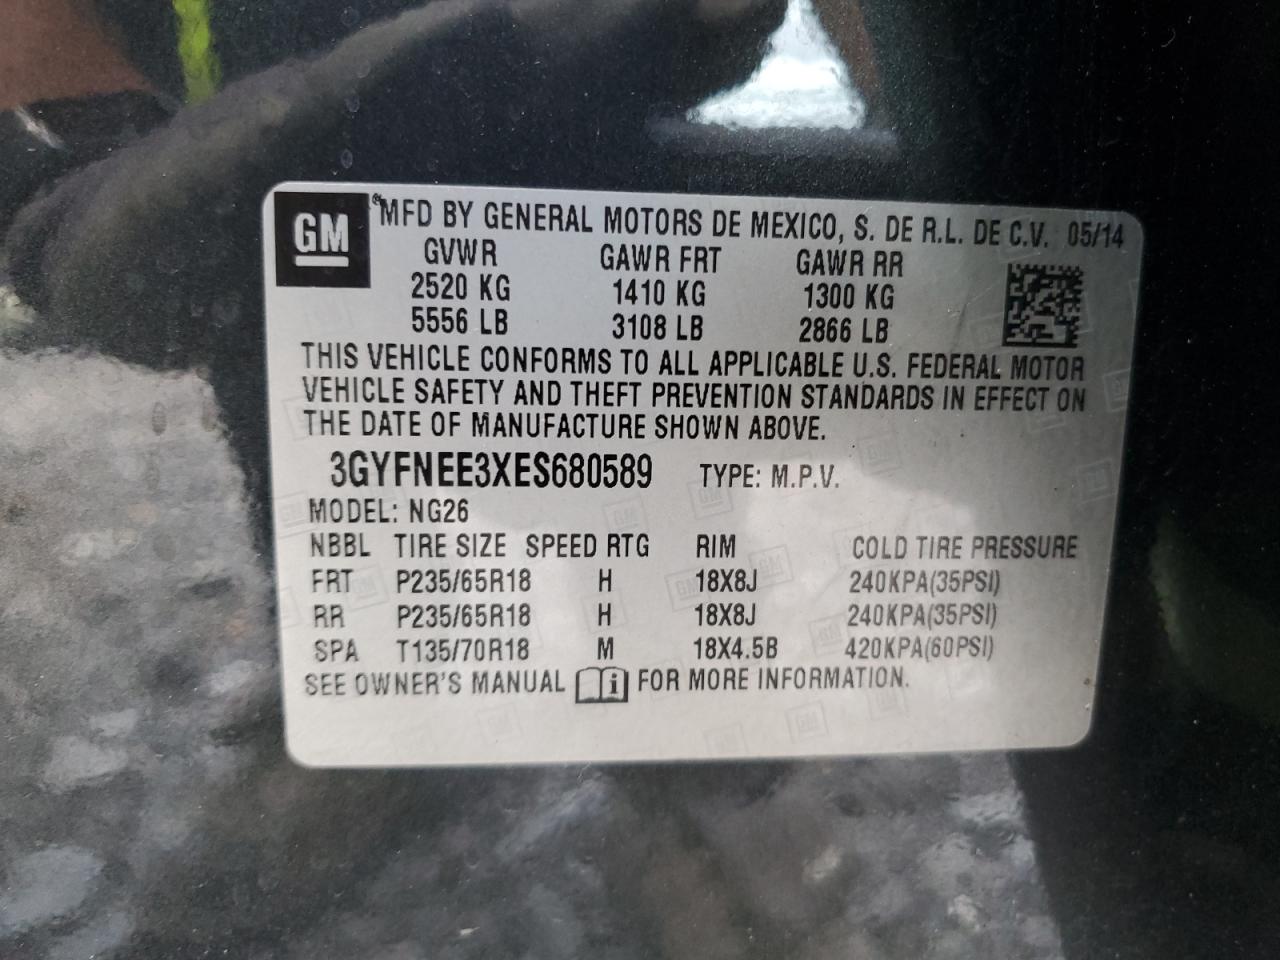 GM
® MFD BY GENERAL MOTORS DE MEXICO, S. DE R.L. DE C.V. 05/14
GVWR GAWR FRT GAWR RR
2520 KG 1410 KG 1300 KG
5556 LB 3108 LB 2866 LB
THIS VEHICLE CONFORMS TO ALL APPLICABLE U.S. FEDERAL MOTOR
VEHICLE SAFETY AND THEFT PREVENTION STANDARDS IN EFFECT ON
THE DATE OF MANUFACTURE SHOWN ABOVE.
3GYFNEE3XES680589 TYPE: M.P.V.
MODEL: NG26
NBBL TIRE SIZE SPEED RTG RIM COLD TIRE PRESSURE
FRT P235/65R18 H 18X8J 240KPA(35PSI)
RR P235/65R18 H 18X8J 240KPA(35PSI)
SPA T135/70R18 M 18X4.5B 420KPA(60PSI)
SEE OWNER'S MANUAL i FOR MORE INFORMATION.